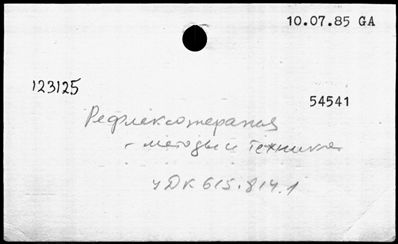 10.07.85 GA
123125
54541
Рефлексотерапия
- методы и техника
УДК 615.814.1